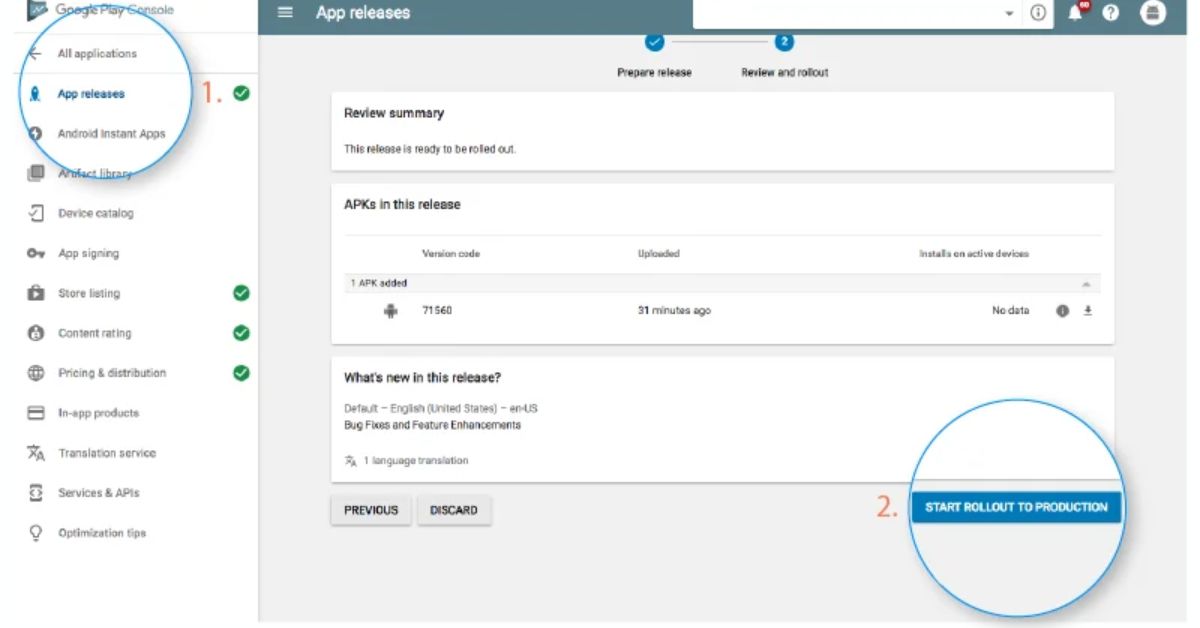 Google Play Console
All applications
App releases
Android Instant Apps
Artifact library
Device catalog
App signing
Store listing
Content rating
Pricing & distribution
In-app products
Translation service
Services & APIs
Optimization tips
1.
App releases
60
2
Prepare release
Review and rollout
Review summary
This release is ready to be rolled out.
APKs in this release
Version code Uploaded Installs on active devices
1 APK added
71560 31 minutes ago No data
What's new in this release?
Default – English (United States) – en-US
Bug Fixes and Feature Enhancements
1 language translation
PREVIOUS DISCARD
2. START ROLLOUT TO PRODUCTION